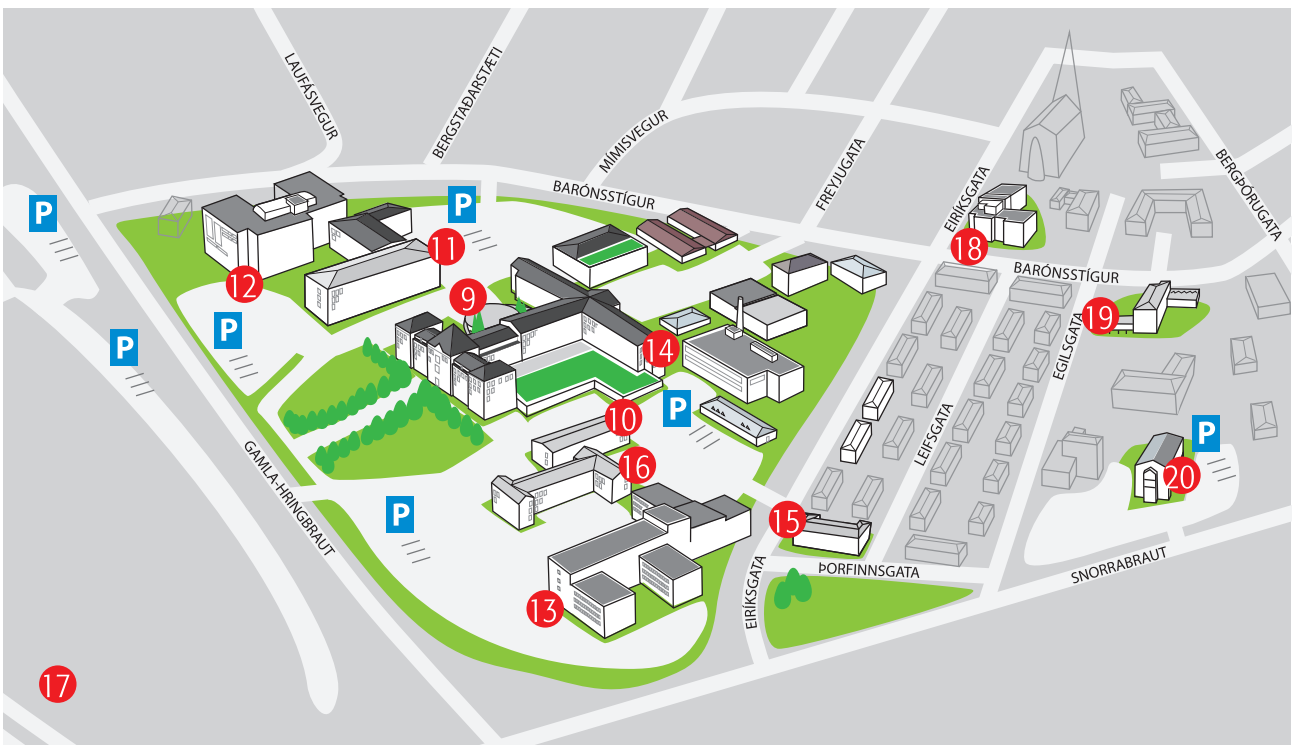 LAUFÁSVEGUR
BERGSTAÐARSTÆTI
MÍMISVEGUR
BARÓNSSTÍGUR
FREYJUGATA
EIRÍKSGATA
BERGÞÓRUGATA
P
P
11
18
BARÓNSSTÍGUR
12
9
19
P
P
14
EGILSGATA
P
10
LEIFSGATA
P
16
20
GAMLA-HRINGBRAUT
P
15
ÞORFINNSGATA
SNORRABRAUT
EIRÍKSGATA
13
17